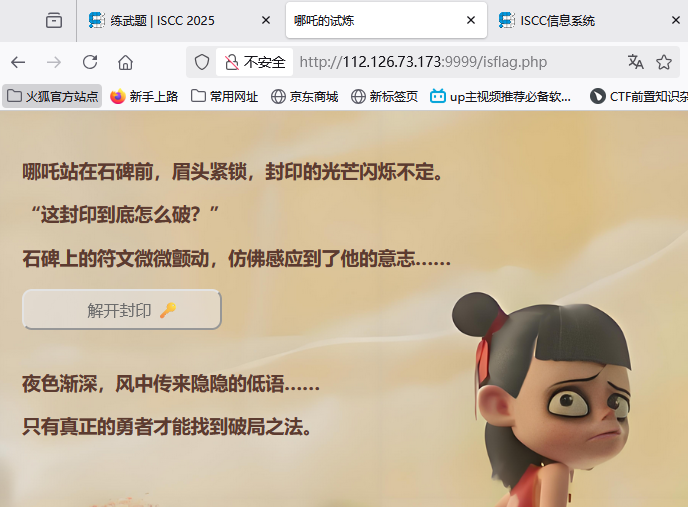 练武题 | ISCC 2025
哪吒的试炼
ISCC信息系统
不安全
http://112.126.73.173:9999/isflag.php
火狐官方站点
新手上路
常用网址
京东商城
新标签页
up主视频推荐必备软...
CTF前置知识杂
哪吒站在石碑前，眉头紧锁，封印的光芒闪烁不定。
“这封印到底怎么破？”
石碑上的符文微微颤动，仿佛感应到了他的意志……
解开封印 🔑
夜色渐深，风中传来隐隐的低语……
只有真正的勇者才能找到破局之法。